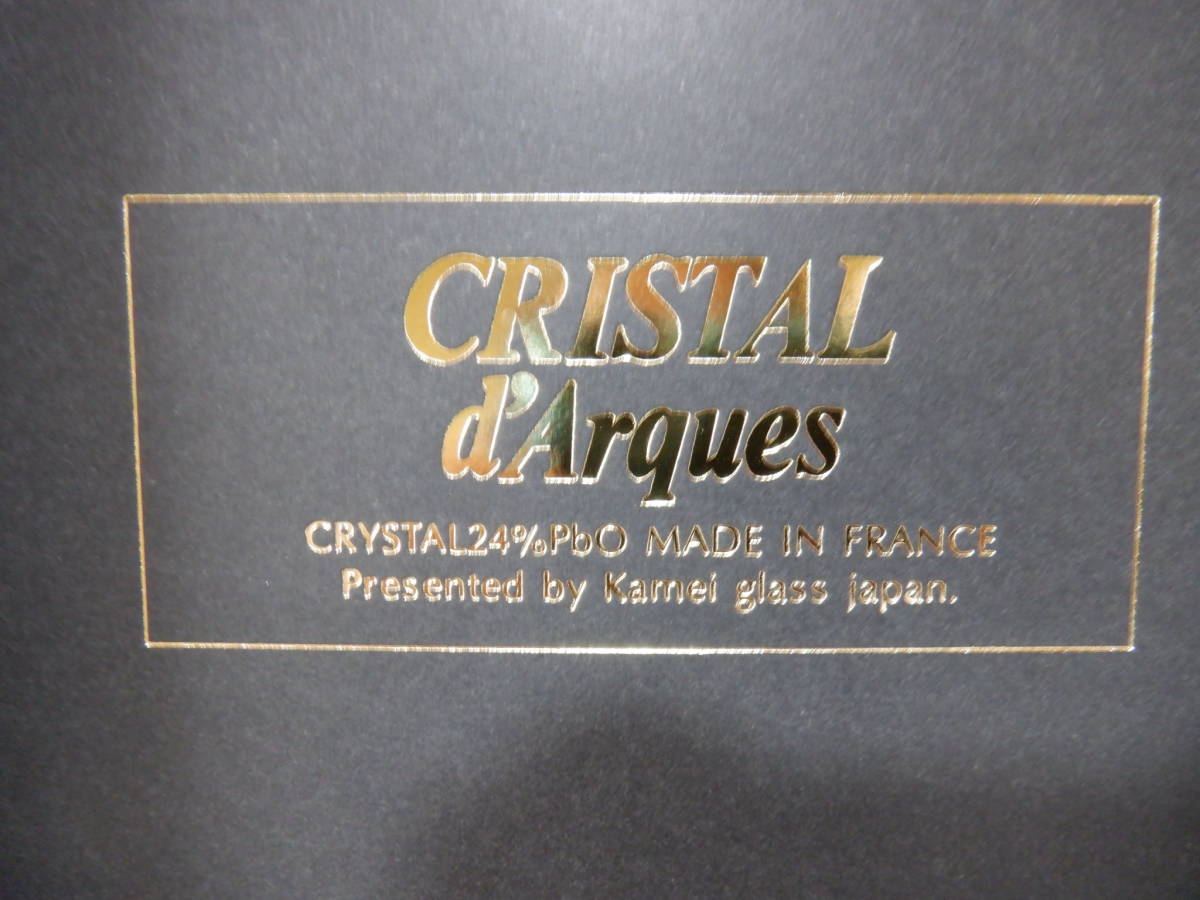 CRISTAL
d'Arques
CRYSTAL24%PbO MADE IN FRANCE
Presented by Kamei glass japan.